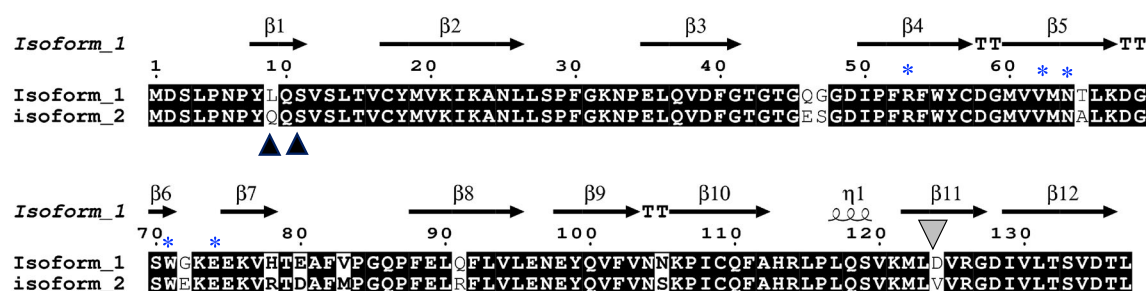 β1 β2 β3 β4 β5
Isoform_1 TT TT
1 10 20 30 40 50 * 60 * *
Isoform_1 MDSLPNPYLQSVSLTVCYMVKIKANLLSPFGKNPELQVDFGTGTGQGGDIPFRFWYCDGMVVMNTLKDG
isoform_2 MDSLPNPYQQSVSLTVCYMVKIKANLLSPFGKNPELQVDFGTGTGESGDIPFRFWYCDGMVVMNALKDG
β6 β7 β8 β9 β10 η1 β11 β12
Isoform_1 TT
70 * * 80 90 100 110 120 130
Isoform_1 SWGKEEKVHTEAFVPGQPFELQFLVLENEYQVFVNNKPICQFAHRLPLQSVKMLDVRGDIVLTSVDTL
isoform_2 SWEKEEKVRTDAFMPGQPFELRFLVLENEYQVFVNSKPICQFAHRLPLQSVKMLVVRGDIVLTSVDTL